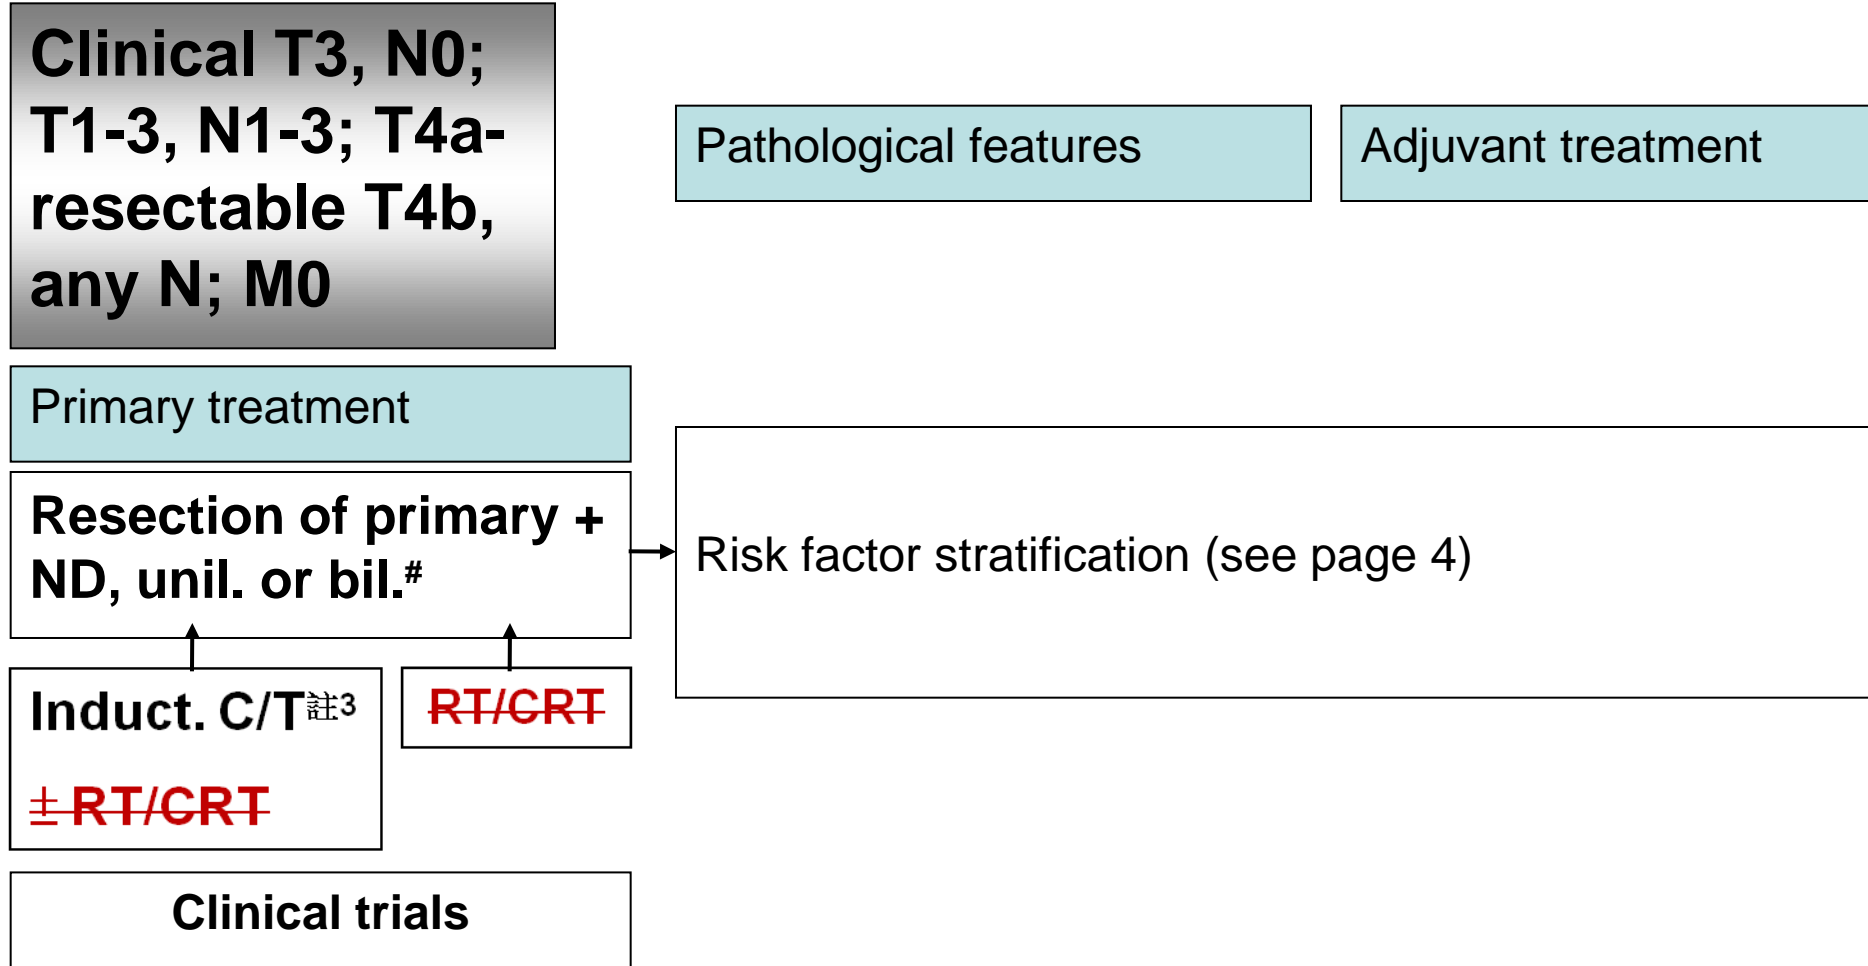 Clinical T3, N0;
T1-3, N1-3; T4a-
resectable T4b,
any N; M0
Pathological features
Adjuvant treatment
Primary treatment
Resection of primary +
ND, unil. or bil.#
Risk factor stratification (see page 4)
Induct. C/T註3
± RT/CRT
RT/CRT
Clinical trials